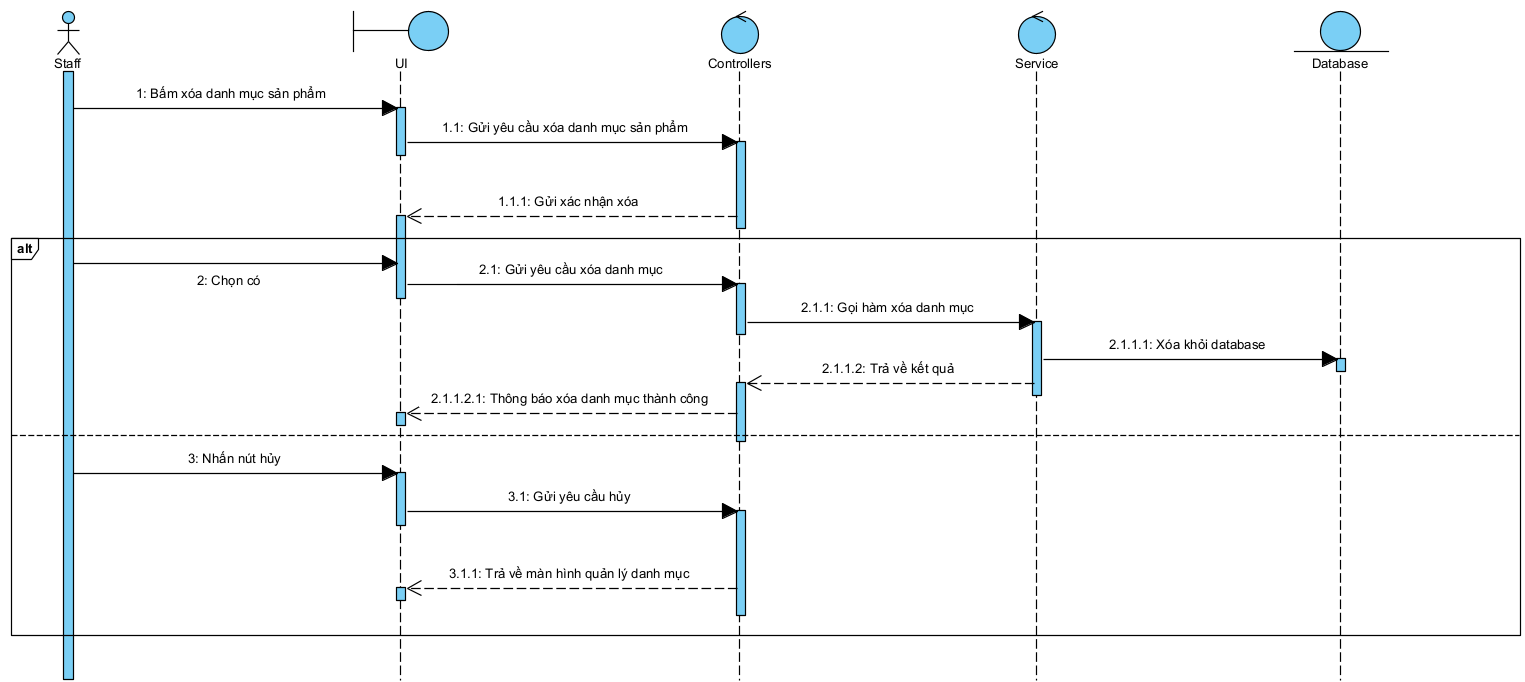 Staff
UI
Controllers
Service
Database
1: Bấm xóa danh mục sản phẩm
1.1: Gửi yêu cầu xóa danh mục sản phẩm
1.1.1: Gửi xác nhận xóa
alt
2: Chọn có
2.1: Gửi yêu cầu xóa danh mục
2.1.1: Gọi hàm xóa danh mục
2.1.1.1: Xóa khỏi database
2.1.1.2: Trả về kết quả
2.1.1.2.1: Thông báo xóa danh mục thành công
3: Nhấn nút hủy
3.1: Gửi yêu cầu hủy
3.1.1: Trả về màn hình quản lý danh mục